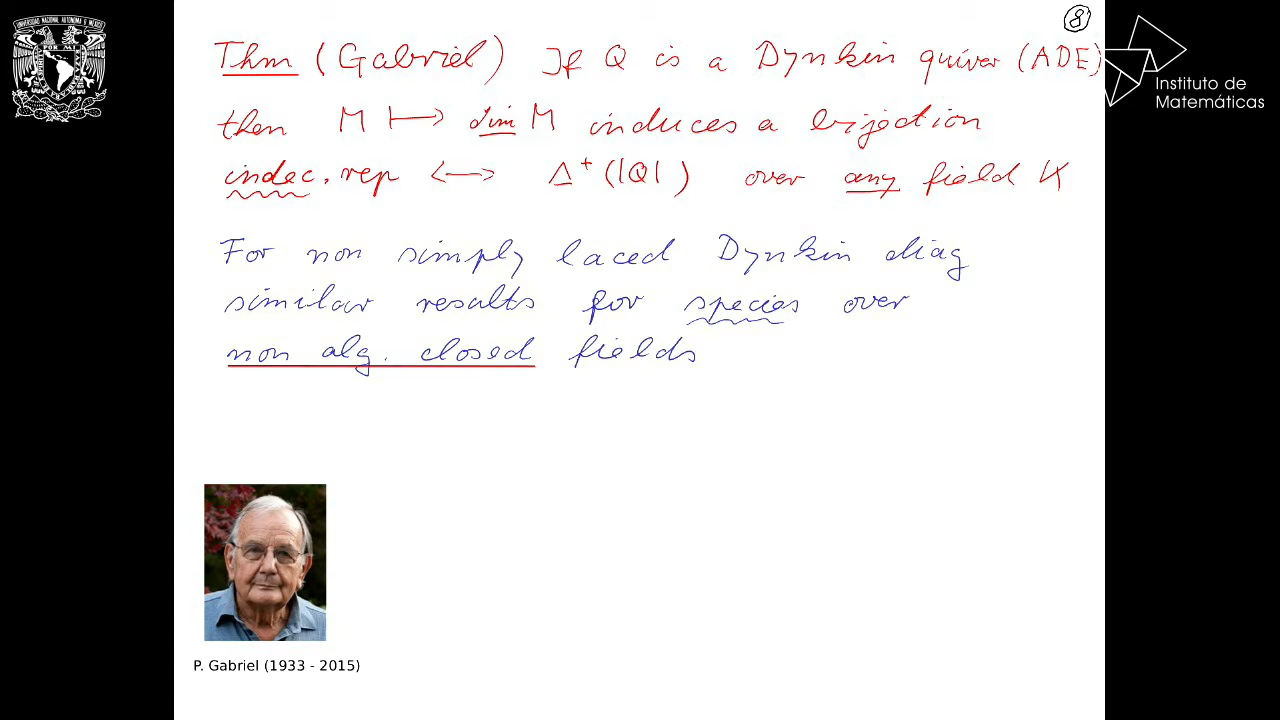 8
Thm (Gabriel) If Q is a Dynkin quiver (ADE)
then M ↦ dim M induces a bijection
indec. rep ⟷ Δ⁺(|Q|) over any field K
For non simply laced Dynkin diag
similar results for species over
non alg. closed fields
P. Gabriel (1933 - 2015)
Instituto de
Matemáticas